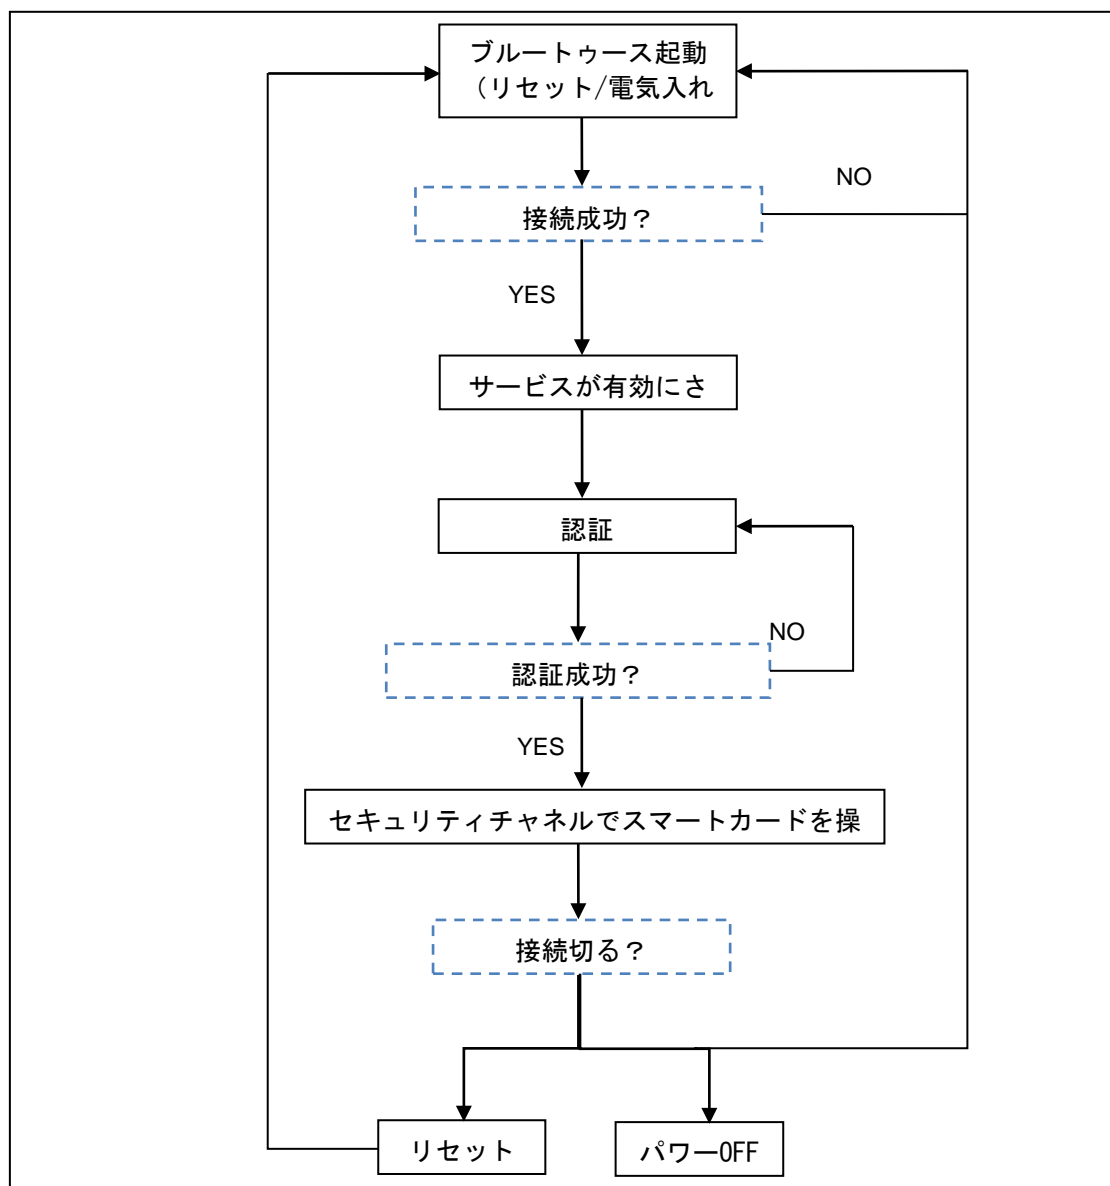 ブルートゥース起動
（リセット/電気入れ
NO
接続成功？
YES
サービスが有効にさ
認証
NO
認証成功？
YES
セキュリティチャネルでスマートカードを操
接続切る？
リセット
パワーOFF